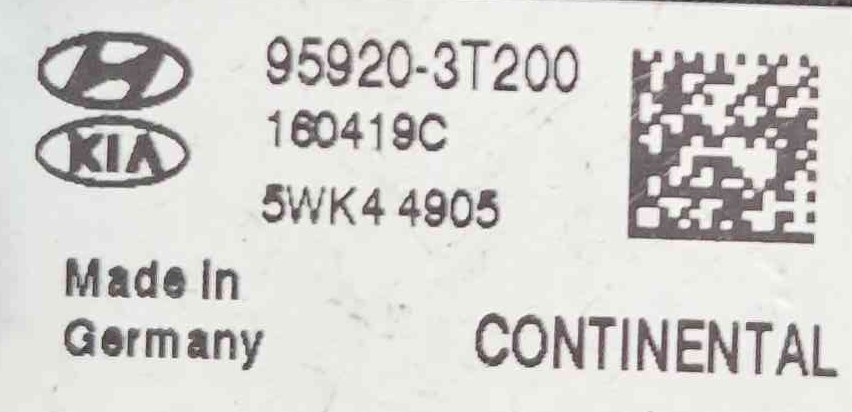 95920-3T200
KIA
160419C
5WK4 4905
Made in
Germany
CONTINENTAL